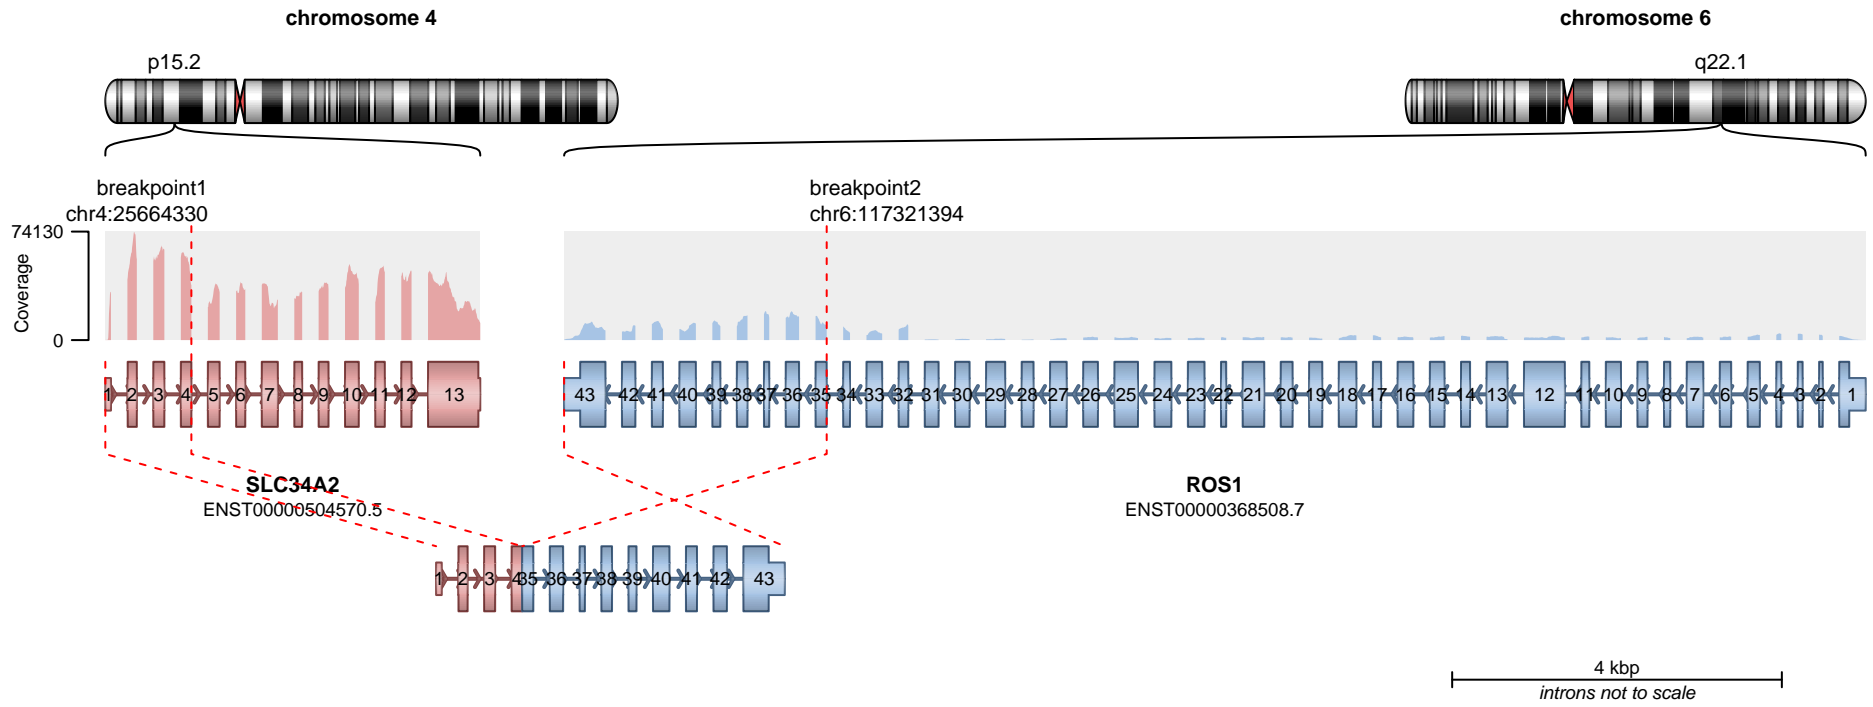 chromosome 4
chromosome 6
p15.2
q22.1
breakpoint1
chr4:25664330
breakpoint2
chr6:117321394
74130
Coverage
0
1 2 3 4 5 6 7 8 9 10 11 12 13
43 42 41 40 39 38 37 36 35 34 33 32 31 30 29 28 27 26 25 24 23 22 21 20 19 18 17 16 15 14 13 12 11 10 9 8 7 6 5 4 3 2 1
SLC34A2
ENST00000504570.5
ROS1
ENST00000368508.7
1 2 3 4 35 36 37 38 39 40 41 42 43
4 kbp
introns not to scale